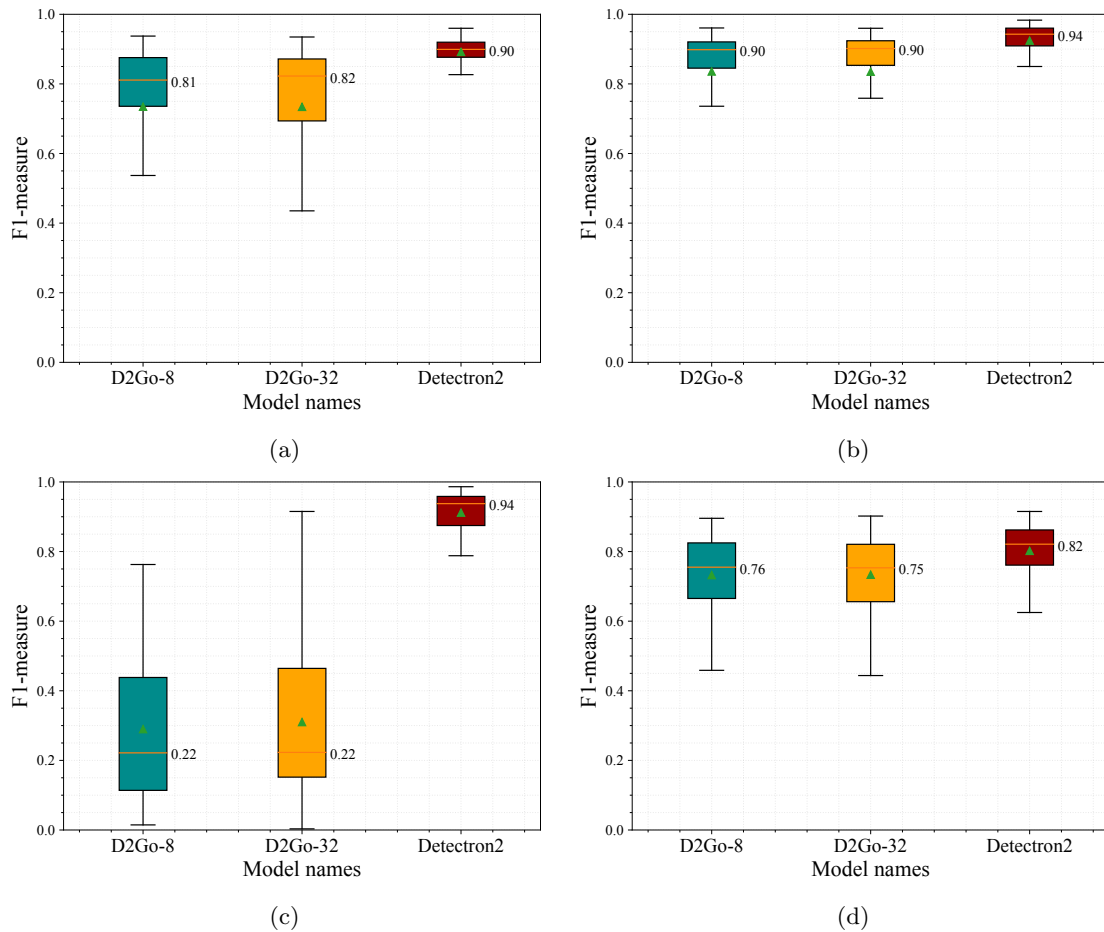 1.0
0.8
0.6
0.4
0.2
0.0
F1-measure
0.81
0.82
0.90
D2Go-8
D2Go-32
Detectron2
Model names
(a)
1.0
0.8
0.6
0.4
0.2
0.0
F1-measure
0.90
0.90
0.94
D2Go-8
D2Go-32
Detectron2
Model names
(b)
1.0
0.8
0.6
0.4
0.2
0.0
F1-measure
0.22
0.22
0.94
D2Go-8
D2Go-32
Detectron2
Model names
(c)
1.0
0.8
0.6
0.4
0.2
0.0
F1-measure
0.76
0.75
0.82
D2Go-8
D2Go-32
Detectron2
Model names
(d)